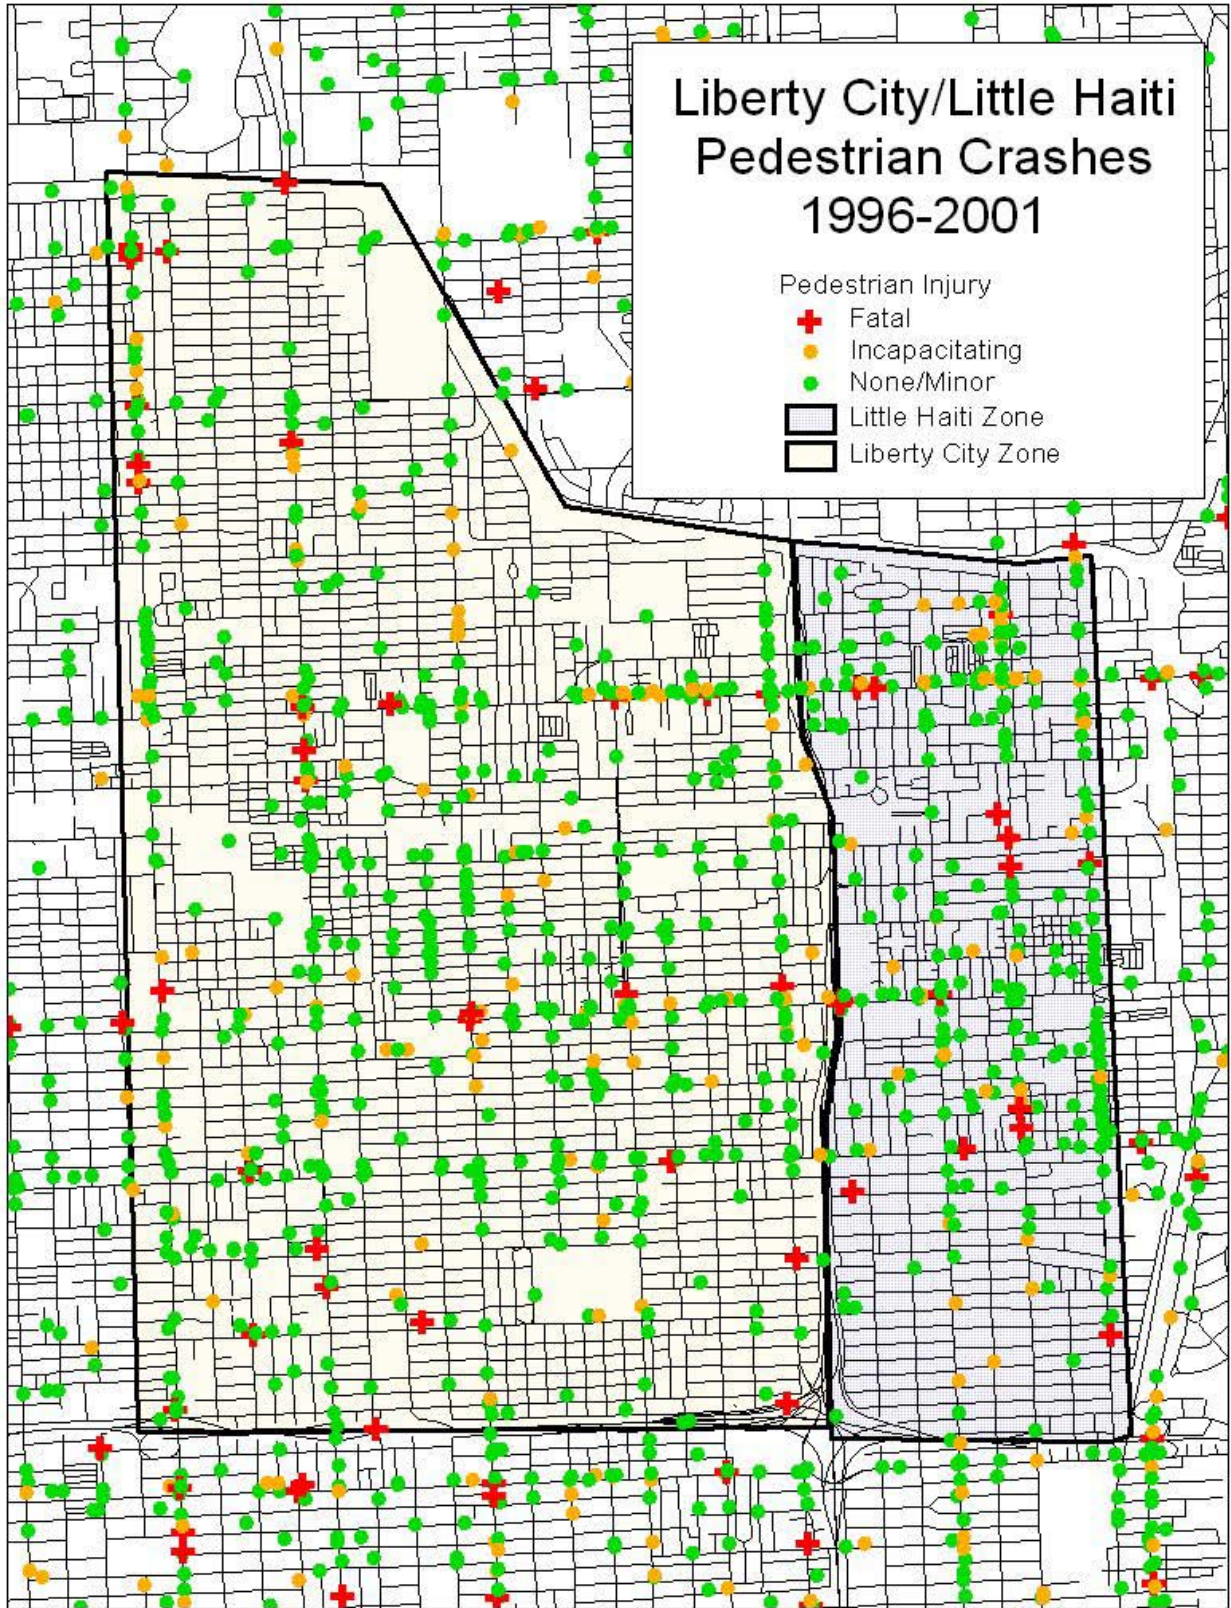 Liberty City/Little Haiti
Pedestrian Crashes
1996-2001
Pedestrian Injury
Fatal
Incapacitating
None/Minor
Little Haiti Zone
Liberty City Zone